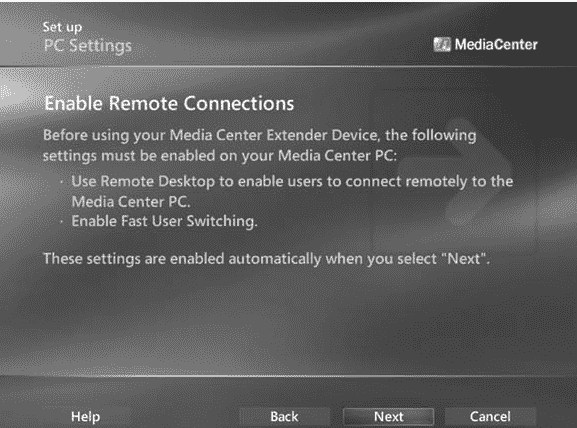 Set up
PC Settings
MediaCenter
Enable Remote Connections
Before using your Media Center Extender Device, the following
settings must be enabled on your Media Center PC:
· Use Remote Desktop to enable users to connect remotely to the
Media Center PC.
· Enable Fast User Switching.
These settings are enabled automatically when you select "Next".
Help
Back
Next
Cancel